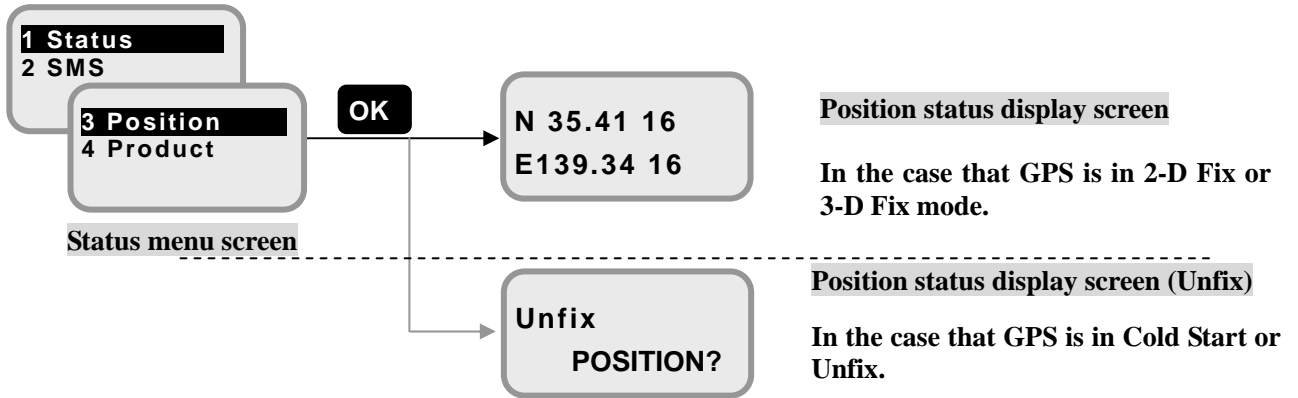 1 Status
2 SMS
3 Position
4 Product
OK
N 35.41 16
E139.34 16
Position status display screen
In the case that GPS is in 2-D Fix or
3-D Fix mode.
Status menu screen
Unfix
POSITION?
Position status display screen (Unfix)
In the case that GPS is in Cold Start or
Unfix.